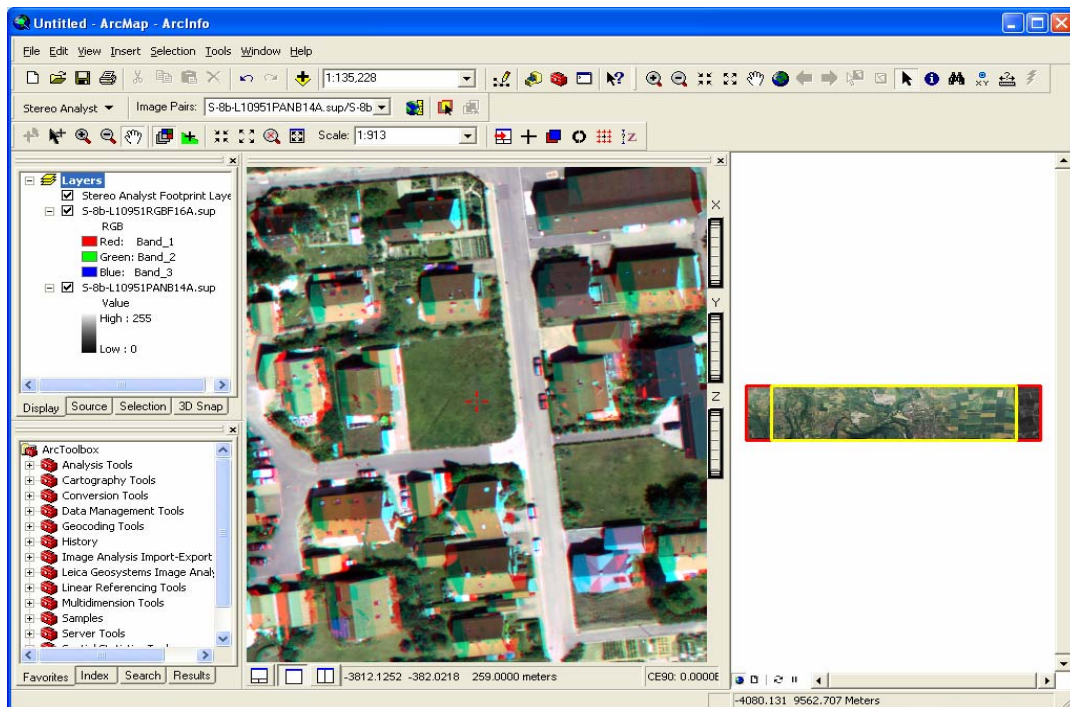 Untitled - ArcMap - ArcInfo
File Edit View Insert Selection Tools Window Help
1:135,228
Stereo Analyst Image Pairs: S-8b-L10951PANB14A.sup/S-8b
Scale: 1:913
Layers
Stereo Analyst Footprint Laye
S-8b-L10951RGBF16A.sup
RGB
Red: Band_1
Green: Band_2
Blue: Band_3
S-8b-L10951PANB14A.sup
Value
High : 255
Low : 0
Display Source Selection 3D Snap
ArcToolbox
Analysis Tools
Cartography Tools
Conversion Tools
Data Management Tools
Geocoding Tools
History
Image Analysis Import-Export
Leica Geosystems Image Analy
Linear Referencing Tools
Multidimension Tools
Samples
Server Tools
Favorites Index Search Results
X
Y
Z
-3812.1252 -382.0218 259.0000 meters
CE90: 0.0000
-4080.131 9562.707 Meters